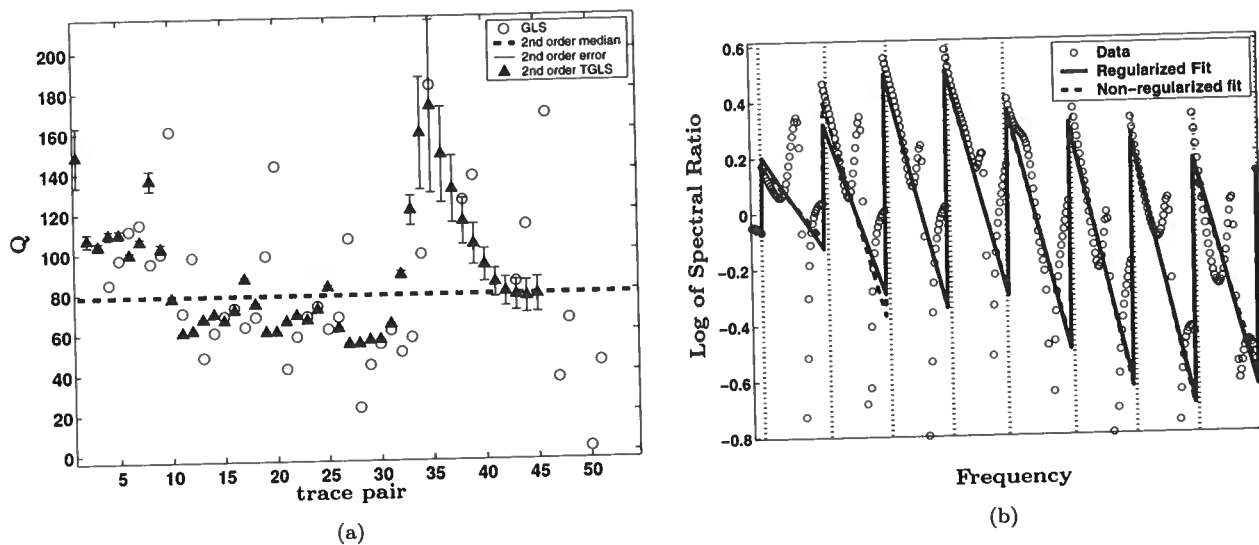 GLS
2nd order median
2nd order error
2nd order TGLS
200
180
160
140
120
100
80
60
40
20
0
Q
5 10 15 20 25 30 35 40 45 50
trace pair
(a)
Data
Regularized Fit
Non-regularized fit
0.6
0.4
0.2
0
−0.2
−0.4
−0.6
−0.8
Log of Spectral Ratio
Frequency
(b)